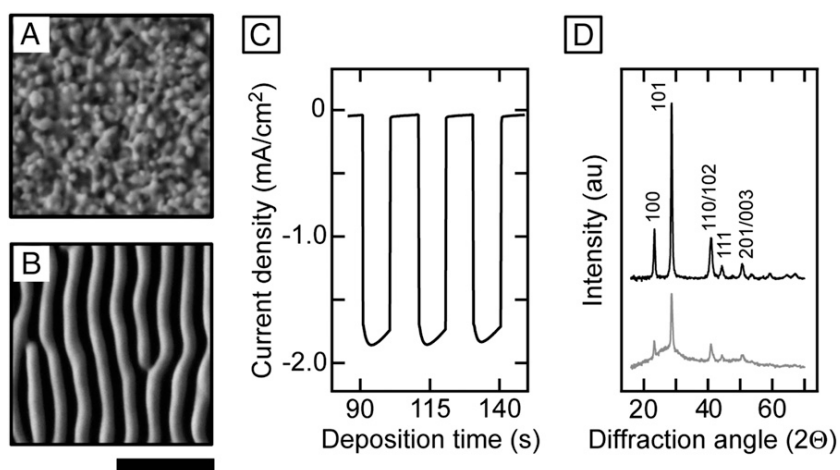 A
B
C
0
-1.0
-2.0
Current density (mA/cm2)
90 115 140
Deposition time (s)
D
101
100
110/102
111
201/003
Intensity (au)
20 40 60
Diffraction angle (2Θ)